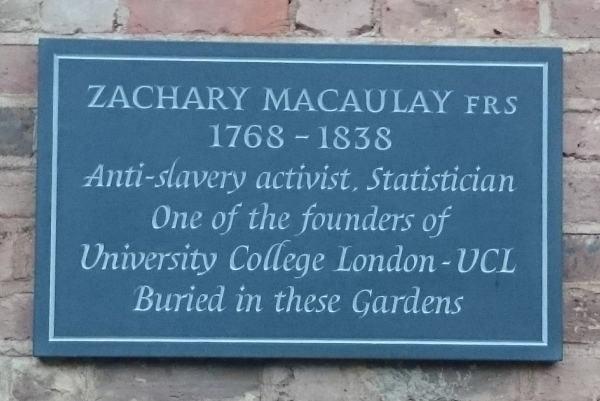 ZACHARY MACAULAY FRS
1768 - 1838
Anti-slavery activist, Statistician
One of the founders of
University College London - UCL
Buried in these Gardens